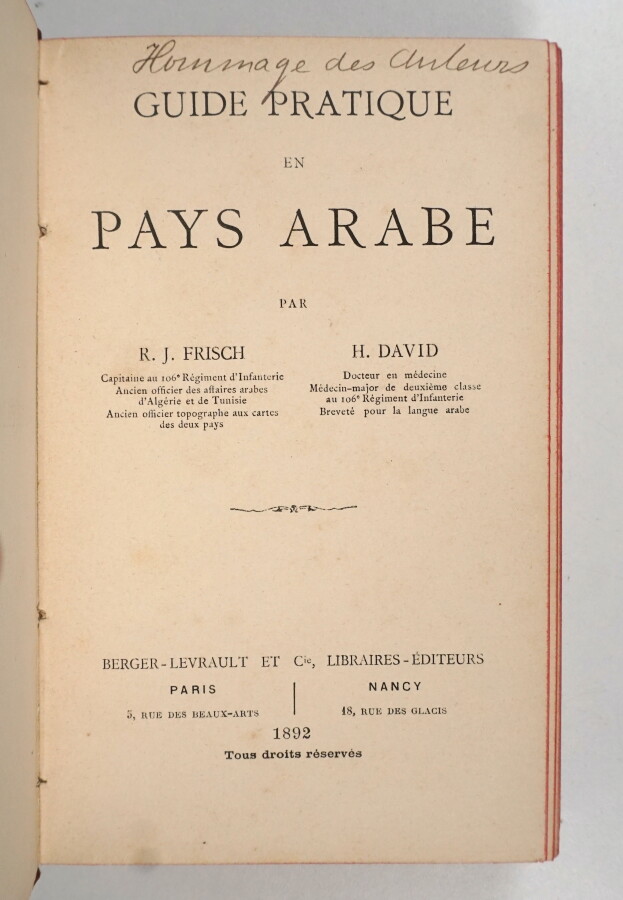 Hommage des Auteurs
GUIDE PRATIQUE
EN
PAYS ARABE
PAR
R. J. FRISCH
Capitaine au 106e Régiment d'Infanterie
Ancien officier des affaires arabes
d'Algérie et de Tunisie
Ancien officier topographe aux cartes
des deux pays
H. DAVID
Docteur en médecine
Médecin-major de deuxième classe
au 106e Régiment d'Infanterie
Breveté pour la langue arabe
BERGER-LEVRAULT ET Cie, LIBRAIRES-ÉDITEURS
PARIS
5, RUE DES BEAUX-ARTS
NANCY
18, RUE DES GLACIS
1892
Tous droits réservés